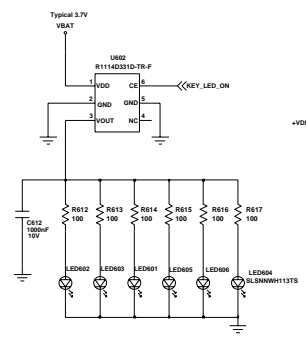 Typical 3.7V
VBAT
U602
R1114D331D-TR-F
1 VDD CE 6 KEY_LED_ON
2 GND GND 5
3 VOUT NC 4
+VD
R612 R613 R614 R615 R616 R617
100 100 100 100 100 100
C612
1000nF
10V
LED602 LED603 LED601 LED605 LED606 LED604
SLSNNWH113TS